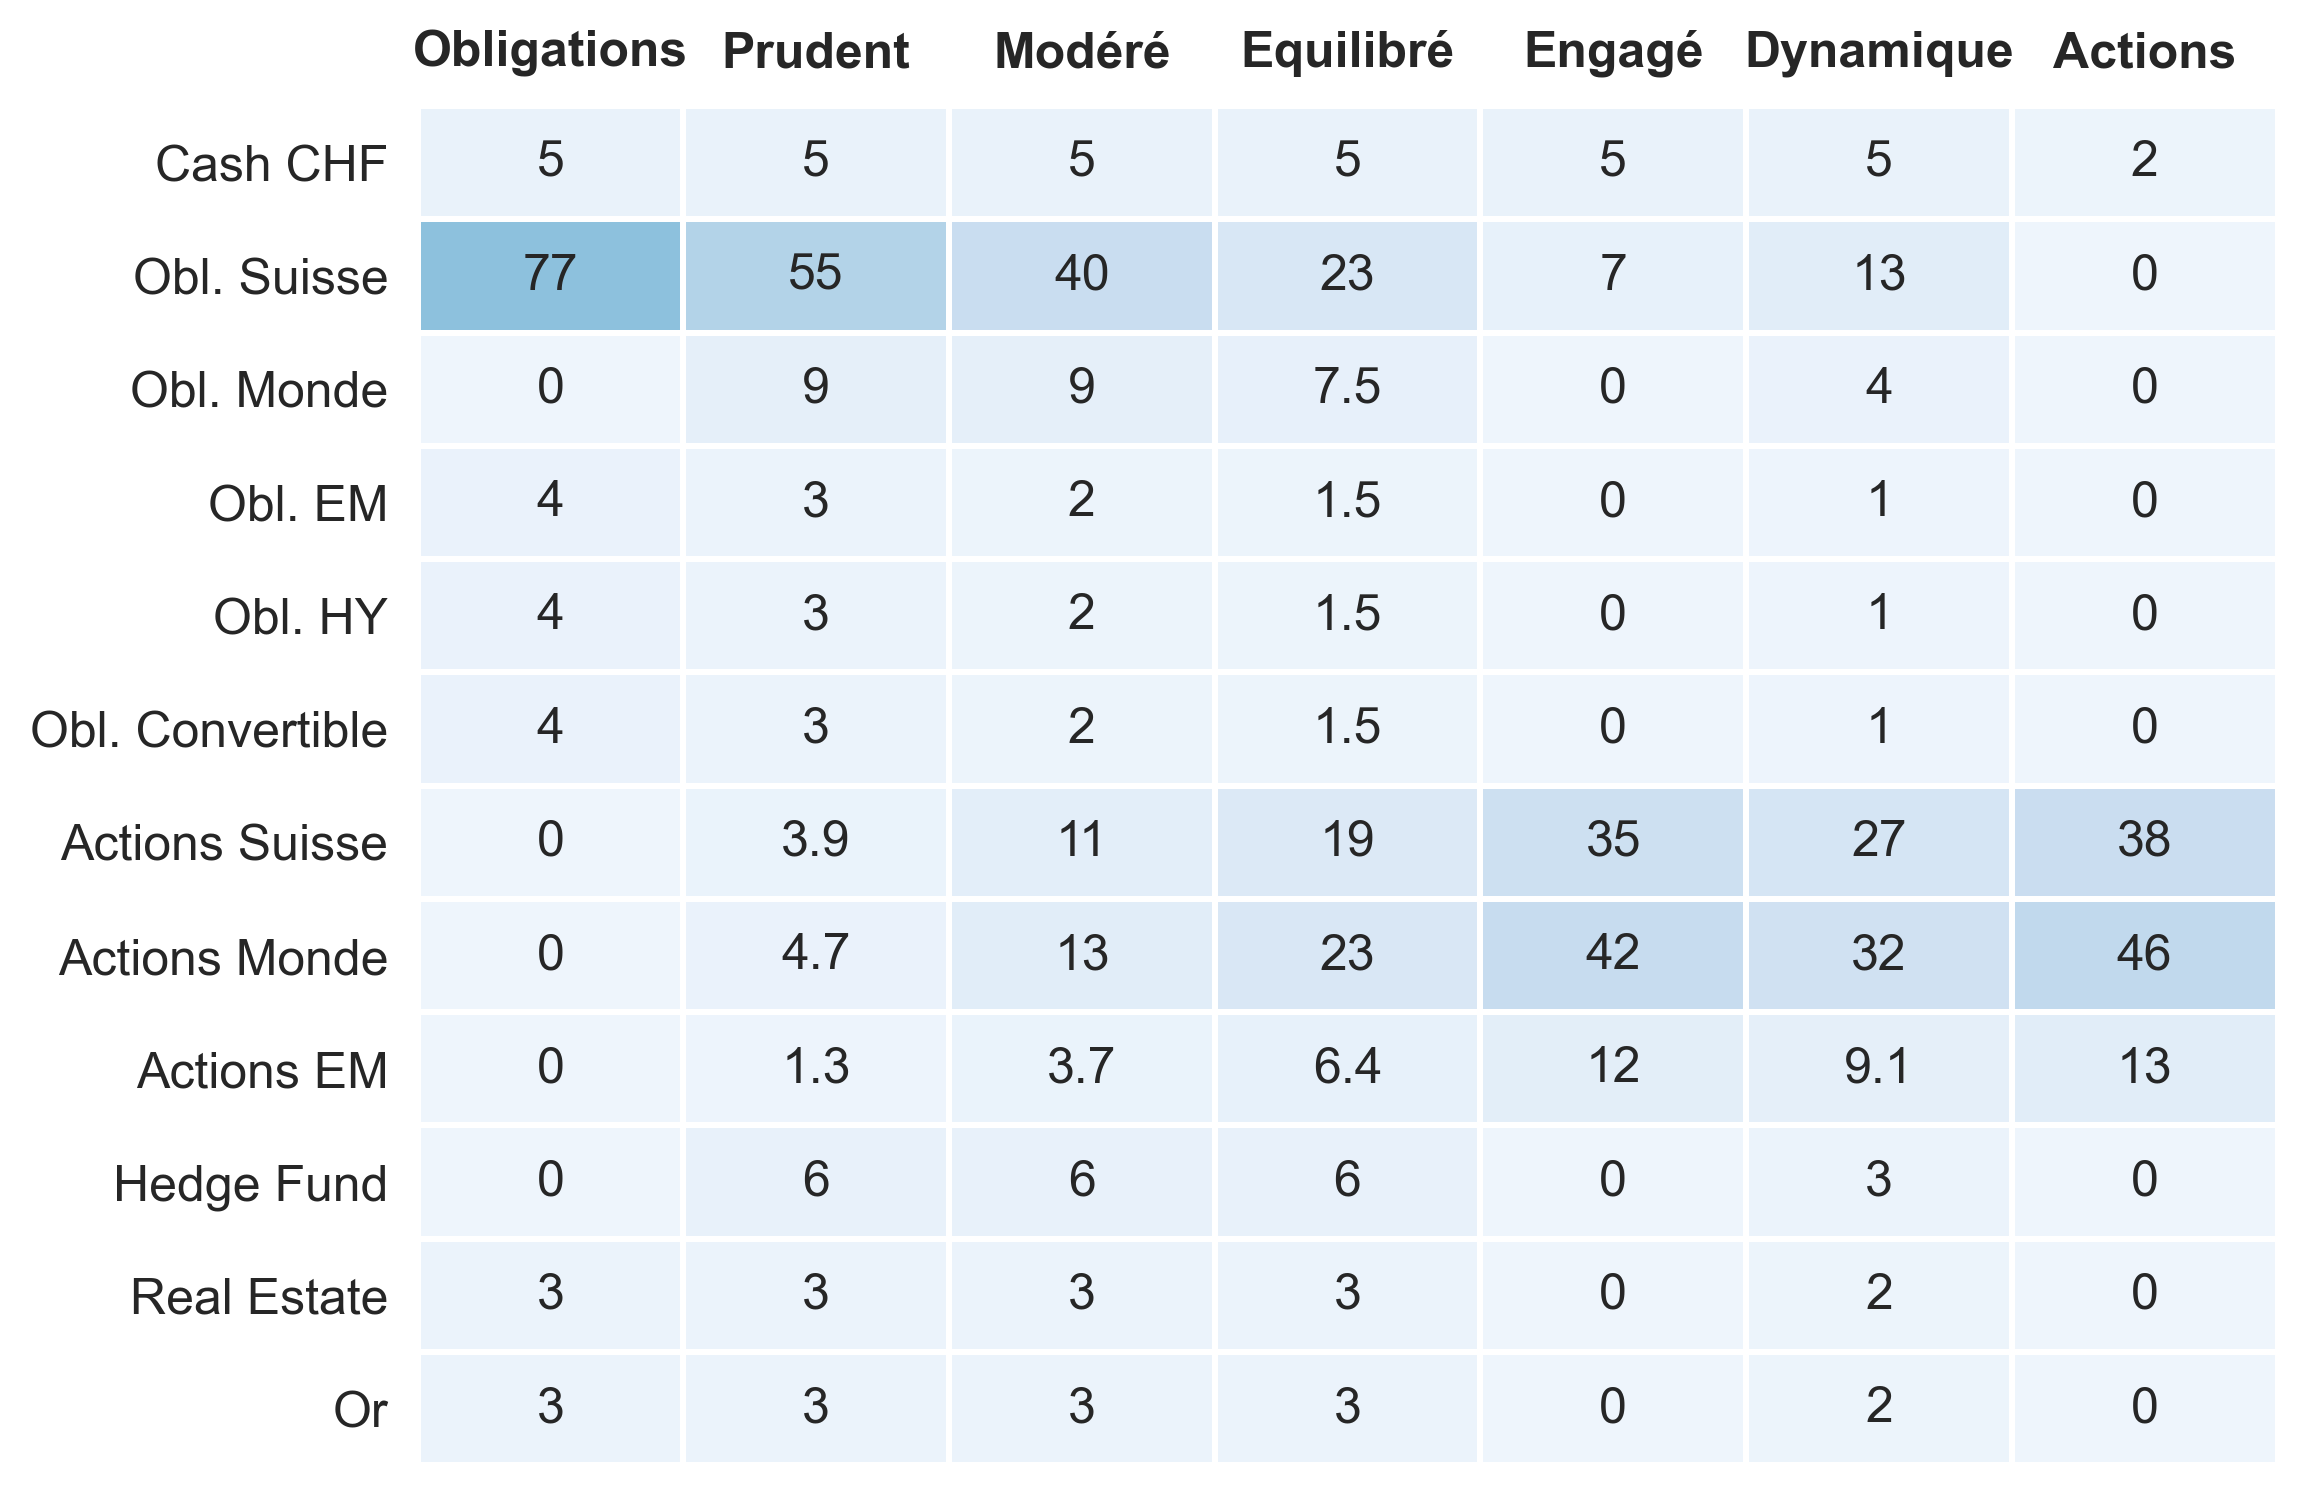 Obligations Prudent Modéré Equilibré Engagé Dynamique Actions
Cash CHF 5 5 5 5 5 5 2
Obl. Suisse 77 55 40 23 7 13 0
Obl. Monde 0 9 9 7.5 0 4 0
Obl. EM 4 3 2 1.5 0 1 0
Obl. HY 4 3 2 1.5 0 1 0
Obl. Convertible 4 3 2 1.5 0 1 0
Actions Suisse 0 3.9 11 19 35 27 38
Actions Monde 0 4.7 13 23 42 32 46
Actions EM 0 1.3 3.7 6.4 12 9.1 13
Hedge Fund 0 6 6 6 0 3 0
Real Estate 3 3 3 3 0 2 0
Or 3 3 3 3 0 2 0